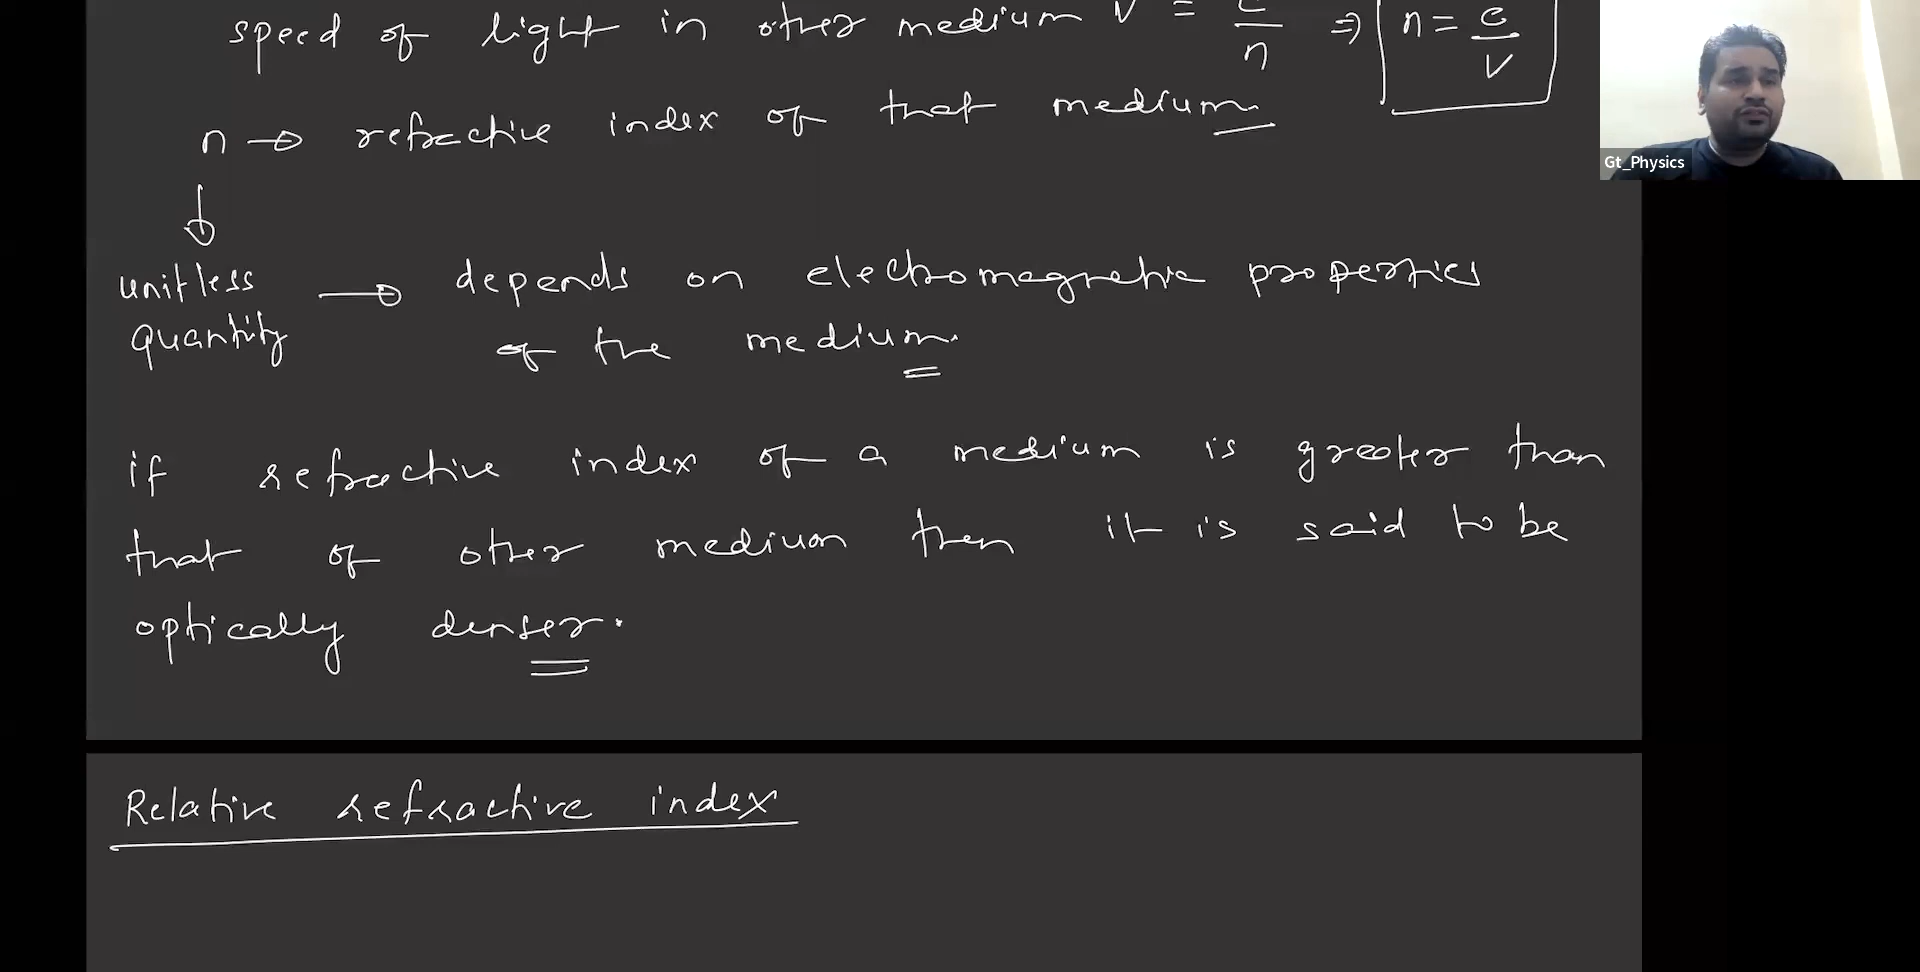 speed of light in other medium V = c/n ⇒ n = c/V
n → refractive index of that medium.
Gt_Physics
↓
unitless → depends on electromagnetic properties
quantity of the medium.
if refractive index of a medium is greater than
that of other medium then it is said to be
optically denser.
Relative refractive index